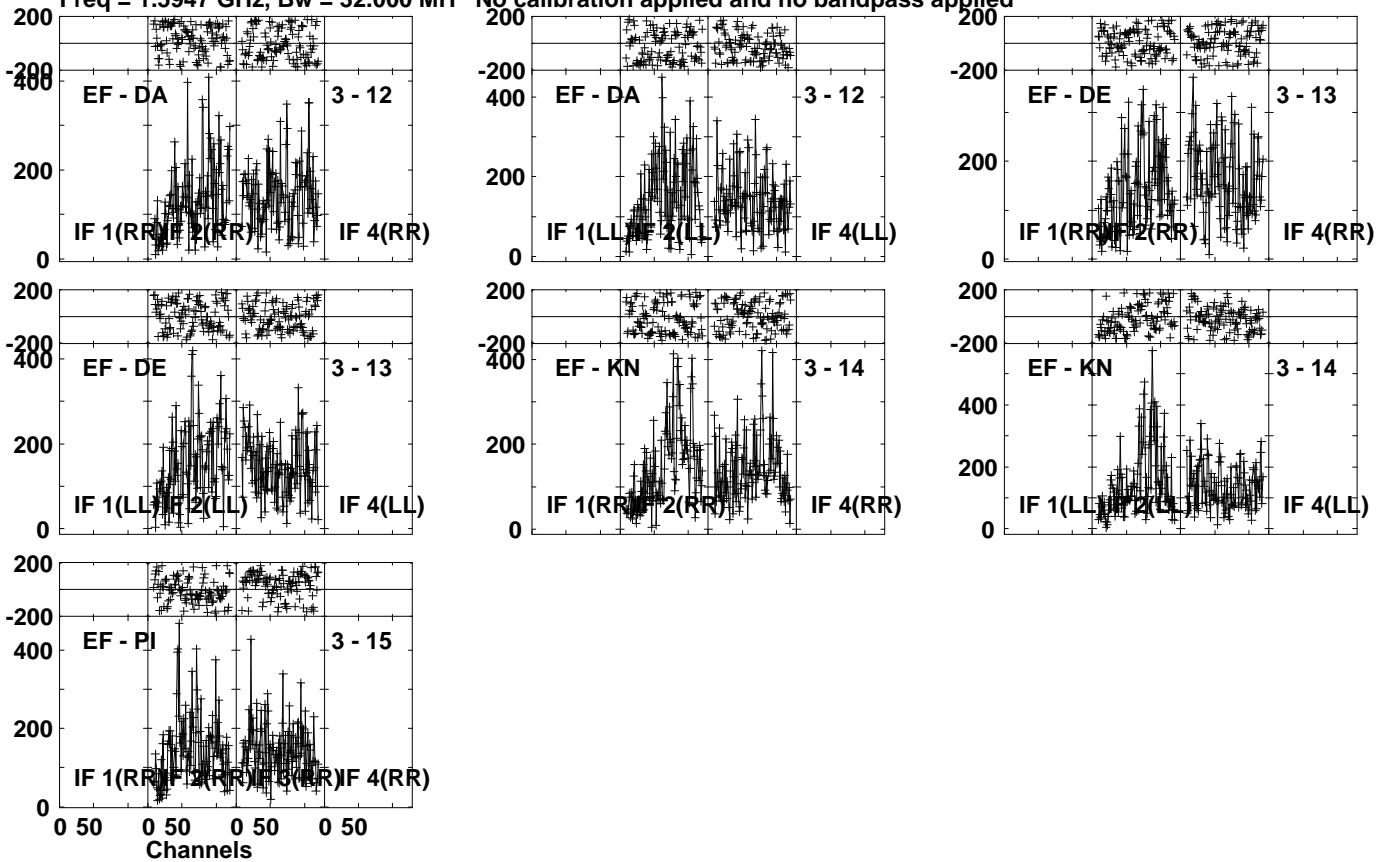 Freq = 1.5947 GHz, Bw = 32.000 MH No calibration applied and no bandpass applied
200 200 200
-200 -200 -200
400 EF - DA 3 - 12 400 EF - DA 3 - 12 EF - DE 3 - 13
200 200 200
IF 1(RR) IF 2(RR) IF 4(RR) IF 1(LL) IF 2(LL) IF 4(LL) IF 1(RR) IF 2(RR) IF 4(RR)
0 0 0
200 200 200
-200 -200 -200
400 EF - DE 3 - 13 400 EF - KN 3 - 14 EF - KN 3 - 14
400
200 200 200
IF 1(LL) IF 2(LL) IF 4(LL) IF 1(RR) IF 2(RR) IF 4(RR) IF 1(LL) IF 2(LL) IF 4(LL)
0 0 0
200
-200
EF - PI 3 - 15
400
200
IF 1(RR) IF 2(RR) IF 3(RR) IF 4(RR)
0
0 50 0 50 0 50 0 50
Channels